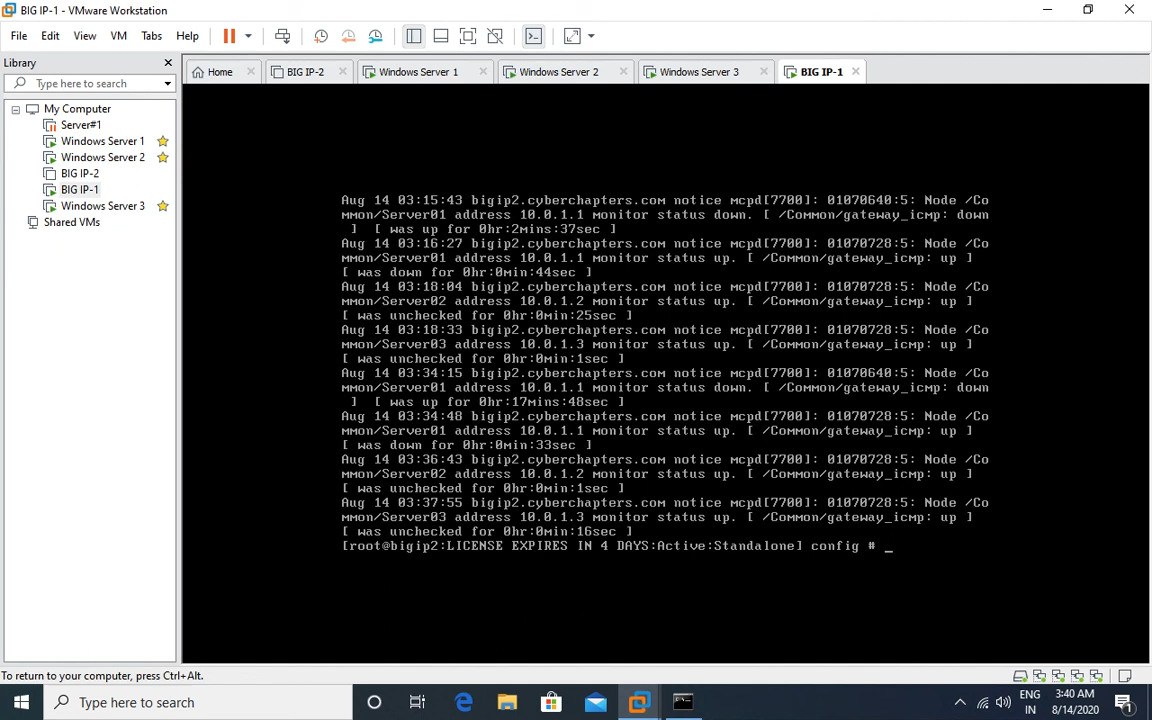 BIG IP-1 - VMware Workstation
File Edit View VM Tabs Help
Library
Type here to search
My Computer
Server#1
Windows Server 1
Windows Server 2
BIG IP-2
BIG IP-1
Windows Server 3
Shared VMs
Home BIG IP-2 Windows Server 1 Windows Server 2 Windows Server 3 BIG IP-1
Aug 14 03:15:43 bigip2.cyberchapters.com notice mcpd[7700]: 01070640:5: Node /Co
mmon/Server01 address 10.0.1.1 monitor status down. [ /Common/gateway_icmp: down
 ]  [ was up for 0hr:2mins:37sec ]
Aug 14 03:16:27 bigip2.cyberchapters.com notice mcpd[7700]: 01070728:5: Node /Co
mmon/Server01 address 10.0.1.1 monitor status up. [ /Common/gateway_icmp: up ]
[ was down for 0hr:0min:44sec ]
Aug 14 03:18:04 bigip2.cyberchapters.com notice mcpd[7700]: 01070728:5: Node /Co
mmon/Server02 address 10.0.1.2 monitor status up. [ /Common/gateway_icmp: up ]
[ was unchecked for 0hr:0min:25sec ]
Aug 14 03:18:33 bigip2.cyberchapters.com notice mcpd[7700]: 01070728:5: Node /Co
mmon/Server03 address 10.0.1.3 monitor status up. [ /Common/gateway_icmp: up ]
[ was unchecked for 0hr:0min:1sec ]
Aug 14 03:34:15 bigip2.cyberchapters.com notice mcpd[7700]: 01070640:5: Node /Co
mmon/Server01 address 10.0.1.1 monitor status down. [ /Common/gateway_icmp: down
 ]  [ was up for 0hr:17mins:48sec ]
Aug 14 03:34:48 bigip2.cyberchapters.com notice mcpd[7700]: 01070728:5: Node /Co
mmon/Server01 address 10.0.1.1 monitor status up. [ /Common/gateway_icmp: up ]
[ was down for 0hr:0min:33sec ]
Aug 14 03:36:43 bigip2.cyberchapters.com notice mcpd[7700]: 01070728:5: Node /Co
mmon/Server02 address 10.0.1.2 monitor status up. [ /Common/gateway_icmp: up ]
[ was unchecked for 0hr:0min:1sec ]
Aug 14 03:37:55 bigip2.cyberchapters.com notice mcpd[7700]: 01070728:5: Node /Co
mmon/Server03 address 10.0.1.3 monitor status up. [ /Common/gateway_icmp: up ]
[ was unchecked for 0hr:0min:16sec ]
[root@bigip2:LICENSE EXPIRES IN 4 DAYS:Active:Standalone] config # _
To return to your computer, press Ctrl+Alt.
Type here to search
ENG
IN
3:40 AM
8/14/2020
1